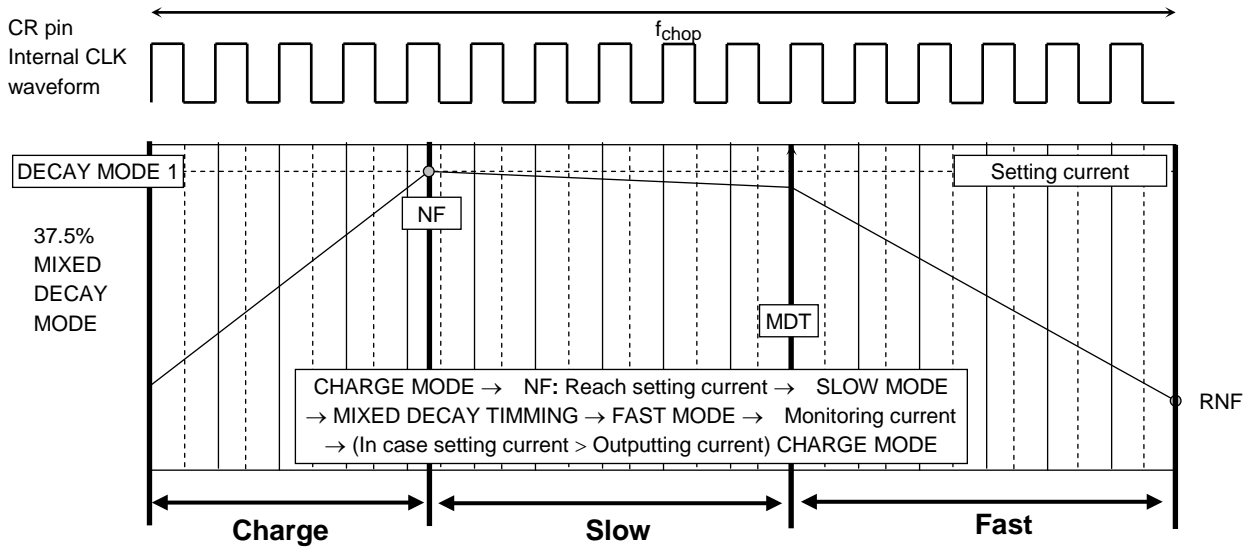 CR pin
Internal CLK
waveform
fchop
DECAY MODE 1
Setting current
NF
37.5%
MIXED
DECAY
MODE
MDT
CHARGE MODE → NF: Reach setting current → SLOW MODE
→ MIXED DECAY TIMMING → FAST MODE → Monitoring current
→ (In case setting current > Outputting current) CHARGE MODE
RNF
Charge
Slow
Fast